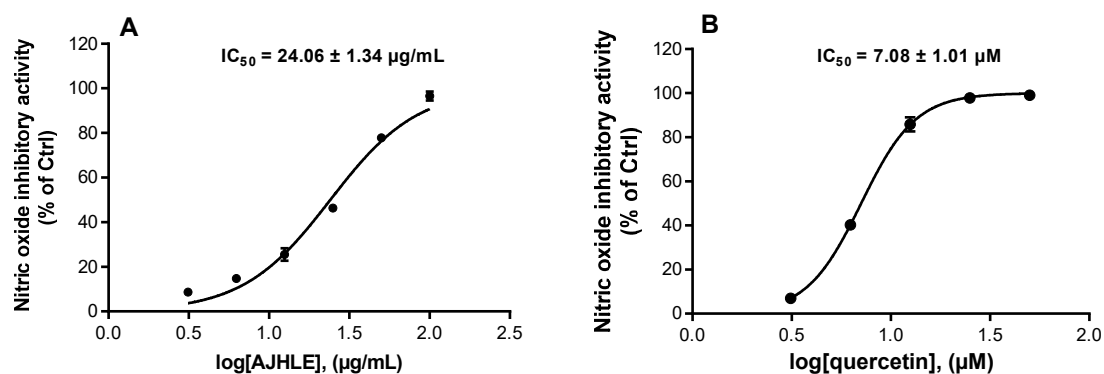 A
IC50 = 24.06 ± 1.34 µg/mL
Nitric oxide inhibitory activity
(% of Ctrl)
120
100
80
60
40
20
0
0.0 0.5 1.0 1.5 2.0 2.5
log[AJHLE], (µg/mL)
B
IC50 = 7.08 ± 1.01 µM
Nitric oxide inhibitory activity
(% of Ctrl)
120
100
80
60
40
20
0
0.0 0.5 1.0 1.5 2.0
log[quercetin], (µM)